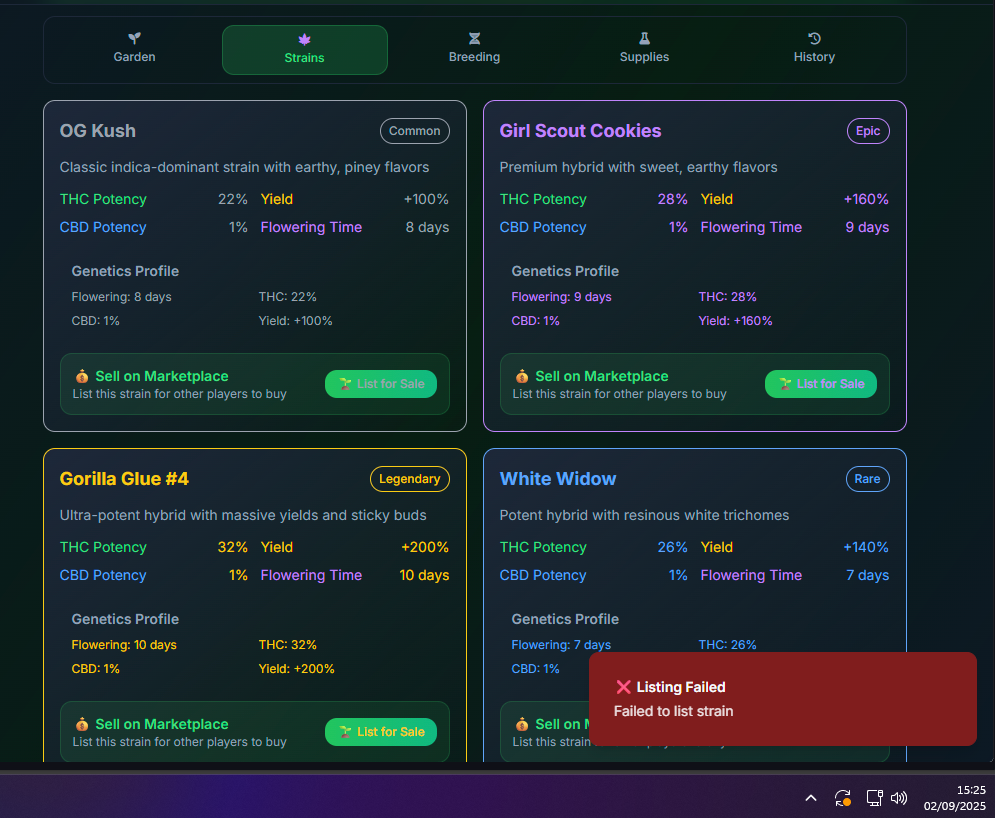 Garden
Strains
Breeding
Supplies
History
OG Kush
Common
Classic indica-dominant strain with earthy, piney flavors
THC Potency 22% Yield +100%
CBD Potency 1% Flowering Time 8 days
Genetics Profile
Flowering: 8 days THC: 22%
CBD: 1% Yield: +100%
Sell on Marketplace
List this strain for other players to buy
List for Sale
Girl Scout Cookies
Epic
Premium hybrid with sweet, earthy flavors
THC Potency 28% Yield +160%
CBD Potency 1% Flowering Time 9 days
Genetics Profile
Flowering: 9 days THC: 28%
CBD: 1% Yield: +160%
Sell on Marketplace
List this strain for other players to buy
List for Sale
Gorilla Glue #4
Legendary
Ultra-potent hybrid with massive yields and sticky buds
THC Potency 32% Yield +200%
CBD Potency 1% Flowering Time 10 days
Genetics Profile
Flowering: 10 days THC: 32%
CBD: 1% Yield: +200%
Sell on Marketplace
List this strain for other players to buy
List for Sale
White Widow
Rare
Potent hybrid with resinous white trichomes
THC Potency 26% Yield +140%
CBD Potency 1% Flowering Time 7 days
Genetics Profile
Flowering: 7 days THC: 26%
CBD: 1%
Sell on
List this strain
❌ Listing Failed
Failed to list strain
15:25
02/09/2025